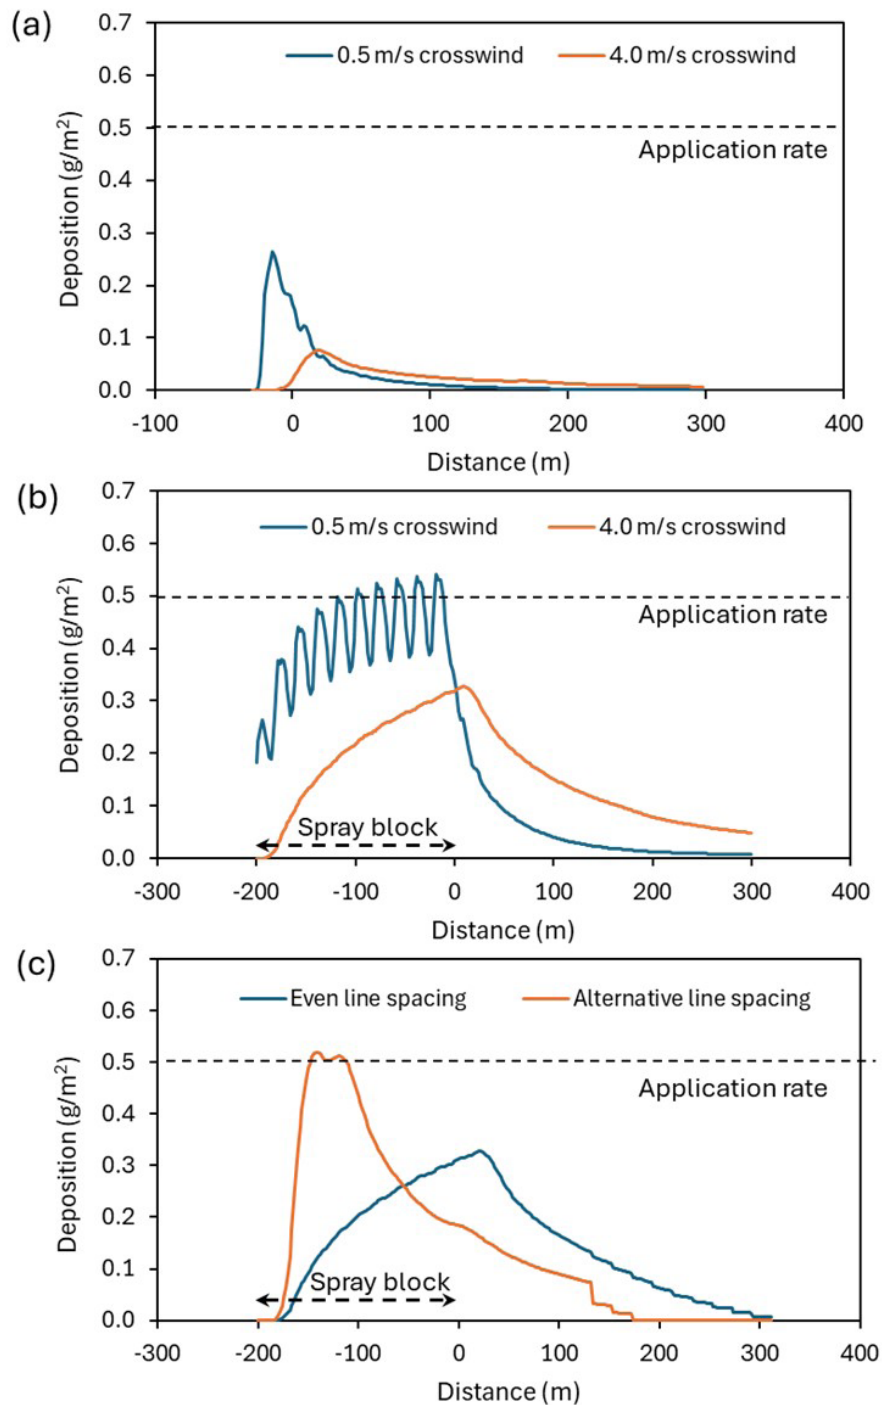 (a)
0.7
0.5 m/s crosswind 4.0 m/s crosswind
0.6
0.5
Application rate
0.4
0.3
0.2
0.1
0.0
Deposition (g/m²)
-100 0 100 200 300 400
Distance (m)
(b)
0.7
0.5 m/s crosswind 4.0 m/s crosswind
0.6
0.5
Application rate
0.4
0.3
0.2
0.1
Spray block
0.0
Deposition (g/m²)
-300 -200 -100 0 100 200 300 400
Distance (m)
(c)
0.7
Even line spacing Alternative line spacing
0.6
0.5
Application rate
0.4
0.3
0.2
0.1
Spray block
0.0
Deposition (g/m²)
-300 -200 -100 0 100 200 300 400
Distance (m)